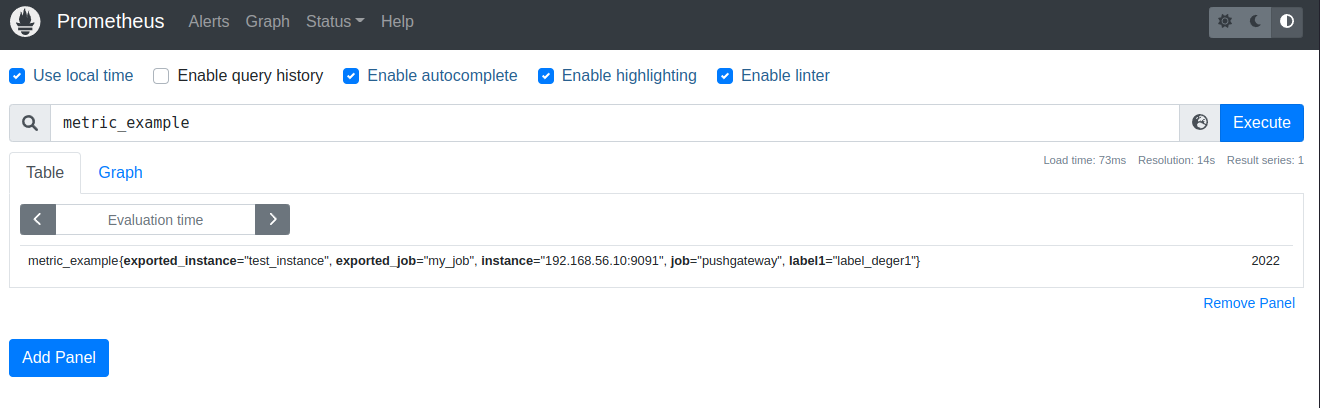 Prometheus Alerts Graph Status Help
Use local time Enable query history Enable autocomplete Enable highlighting Enable linter
metric_example Execute
Table Graph Load time: 73ms Resolution: 14s Result series: 1
Evaluation time
metric_example{exported_instance="test_instance", exported_job="my_job", instance="192.168.56.10:9091", job="pushgateway", label1="label_deger1"} 2022
Remove Panel
Add Panel